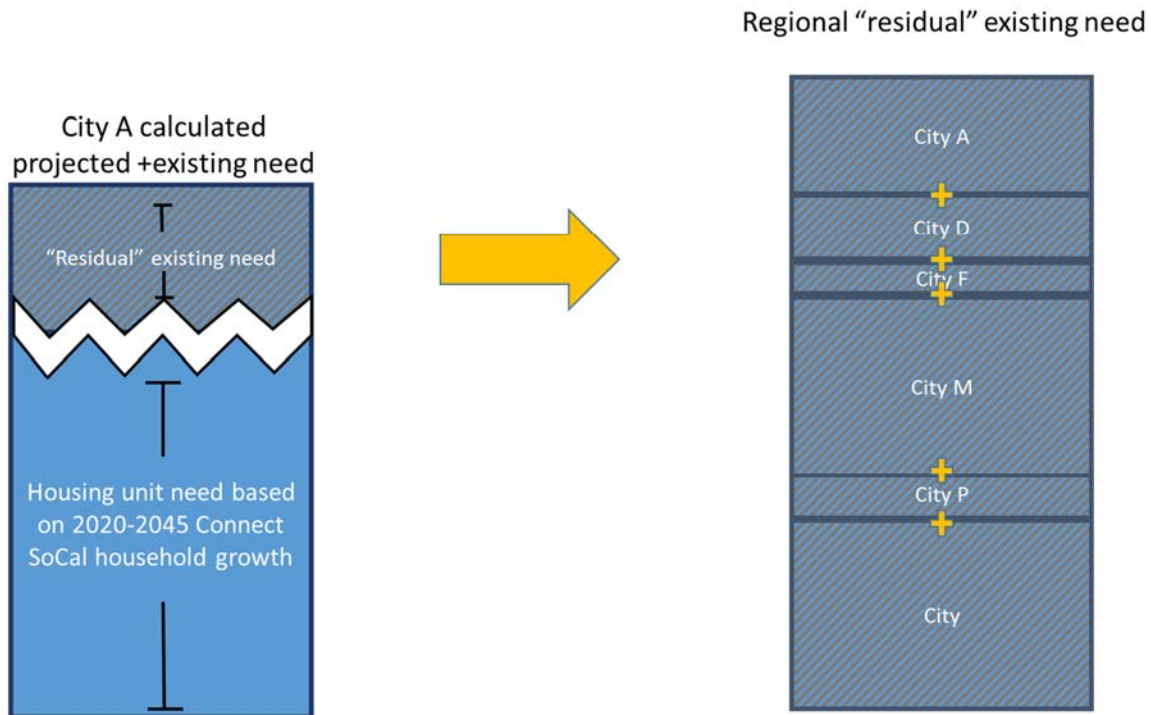 Regional “residual” existing need
City A calculated
projected +existing need
“Residual” existing need
Housing unit need based
on 2020-2045 Connect
SoCal household growth
City A
City D
City F
City M
City P
City